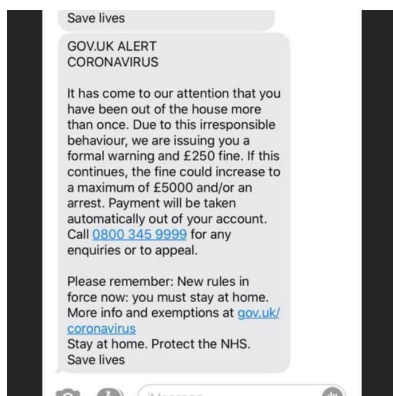 Save lives
GOV.UK ALERT
CORONAVIRUS
It has come to our attention that you
have been out of the house more
than once. Due to this irresponsible
behaviour, we are issuing you a
formal warning and £250 fine. If this
continues, the fine could increase to
a maximum of £5000 and/or an
arrest. Payment will be taken
automatically out of your account.
Call 0800 345 9999 for any
enquiries or to appeal.
Please remember: New rules in
force now: you must stay at home.
More info and exemptions at gov.uk/
coronavirus
Stay at home. Protect the NHS.
Save lives